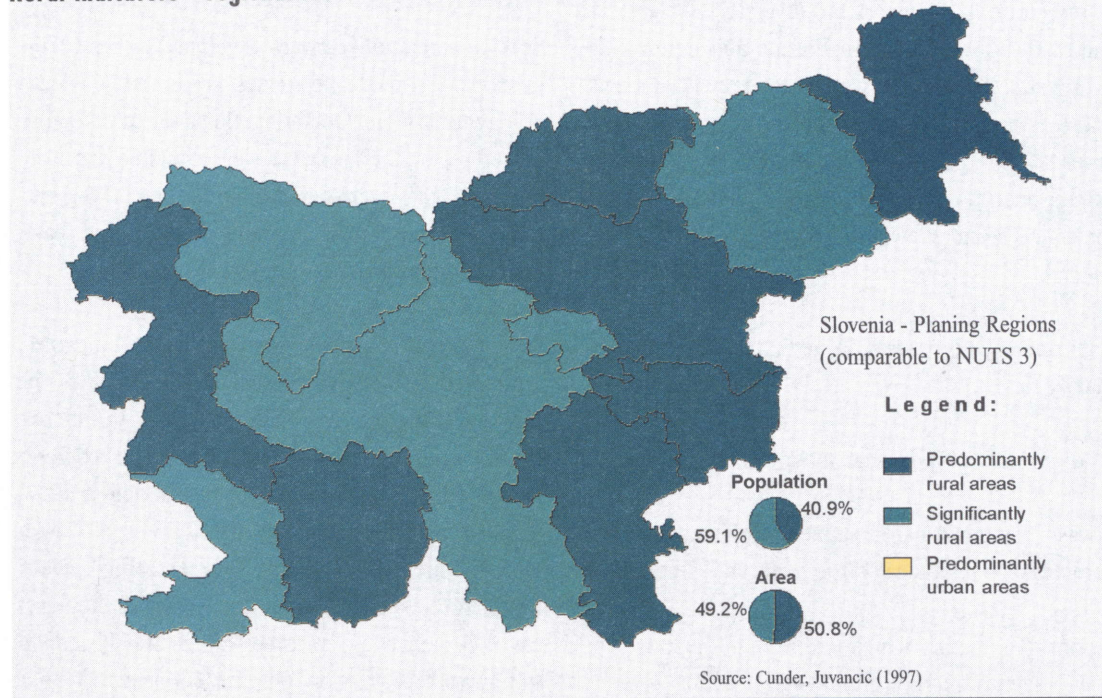 Slovenia - Planing Regions
(comparable to NUTS 3)
Legend:
Predominantly
rural areas
Significantly
rural areas
Predominantly
urban areas
Population
40.9%
59.1%
Area
49.2%
50.8%
Source: Cunder, Juvancic (1997)